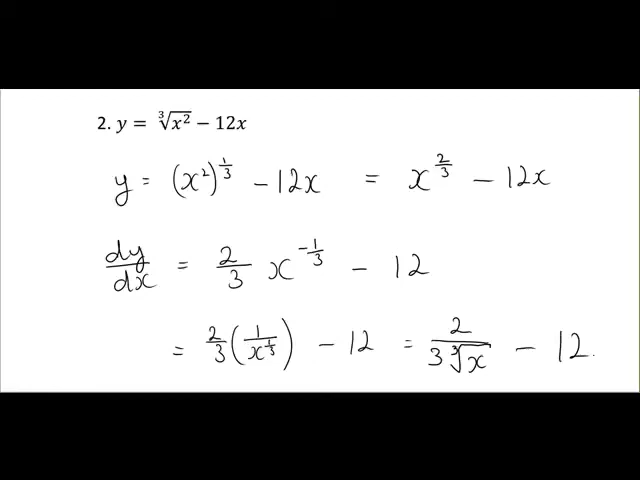 2. y = ∛(x²) − 12x
y = (x²)^(1/3) − 12x = x^(2/3) − 12x
dy/dx = 2/3 x^(−1/3) − 12
= 2/3 (1/x^(1/3)) − 12 = 2/(3∛x) − 12.